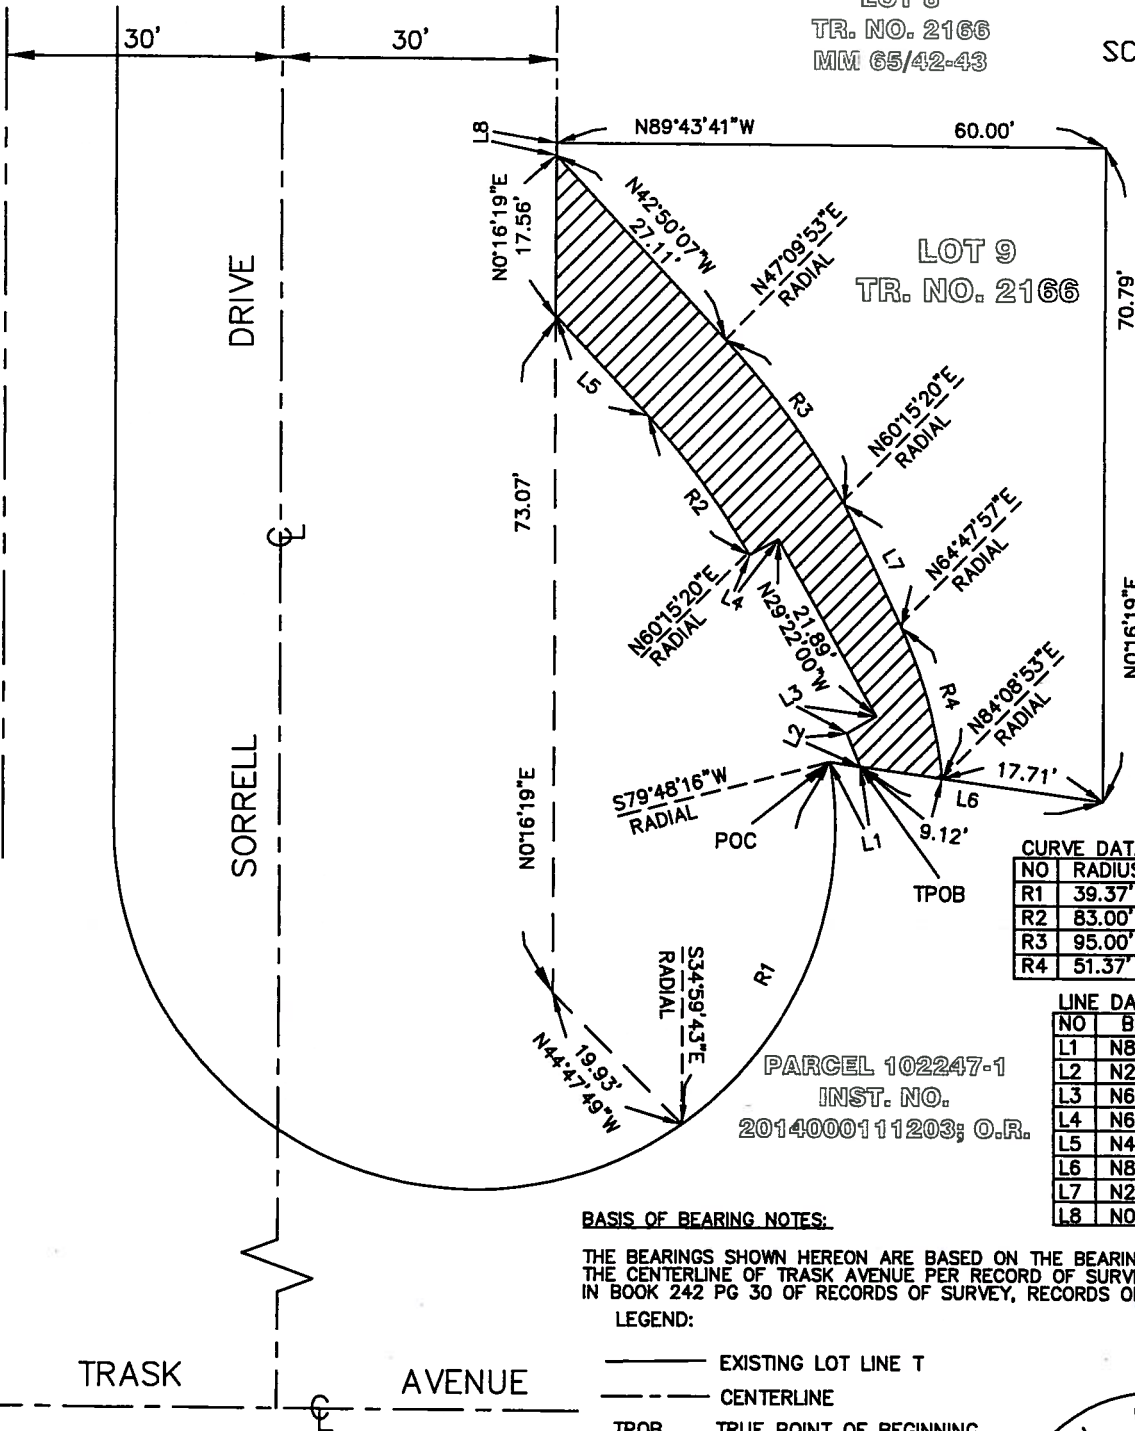 LOT 8
TR. NO. 2166
MM 65/42-43
SC
30'
30'
L8
N89°43'41"W
60.00'
N0°16'19"E
17.56'
N42°50'07"W
27.11'
N47°09'53"E
RADIAL
LOT 9
TR. NO. 2166
70.79'
DRIVE
L5
R3
N60°15'20"E
RADIAL
73.07'
R2
L7
N64°47'57"E
RADIAL
N60°15'20"E
RADIAL
L4
21.89'
N29°22'00"W
N0°16'19"E
L3
L2
R4
N84°08'53"E
RADIAL
SORRELL
N0°16'19"E
S79°48'16"W
RADIAL
17.71'
L6
POC
L1
9.12'
TPOB
CURVE DAT
NO RADIUS
R1 39.37'
R2 83.00'
R3 95.00'
R4 51.37'
R1
S34°59'43"E
RADIAL
19.93'
N44°47'49"W
LINE DA
NO B
L1 N8
L2 N2
L3 N6
L4 N6
L5 N4
L6 N8
L7 N2
L8 N0
PARCEL 102247-1
INST. NO.
2014000111203; O.R.
BASIS OF BEARING NOTES:
THE BEARINGS SHOWN HEREON ARE BASED ON THE BEARIN
THE CENTERLINE OF TRASK AVENUE PER RECORD OF SURV
IN BOOK 242 PG 30 OF RECORDS OF SURVEY, RECORDS O
LEGEND:
EXISTING LOT LINE T
CENTERLINE
TPOB TRUE POINT OF BEGINNING
TRASK AVENUE